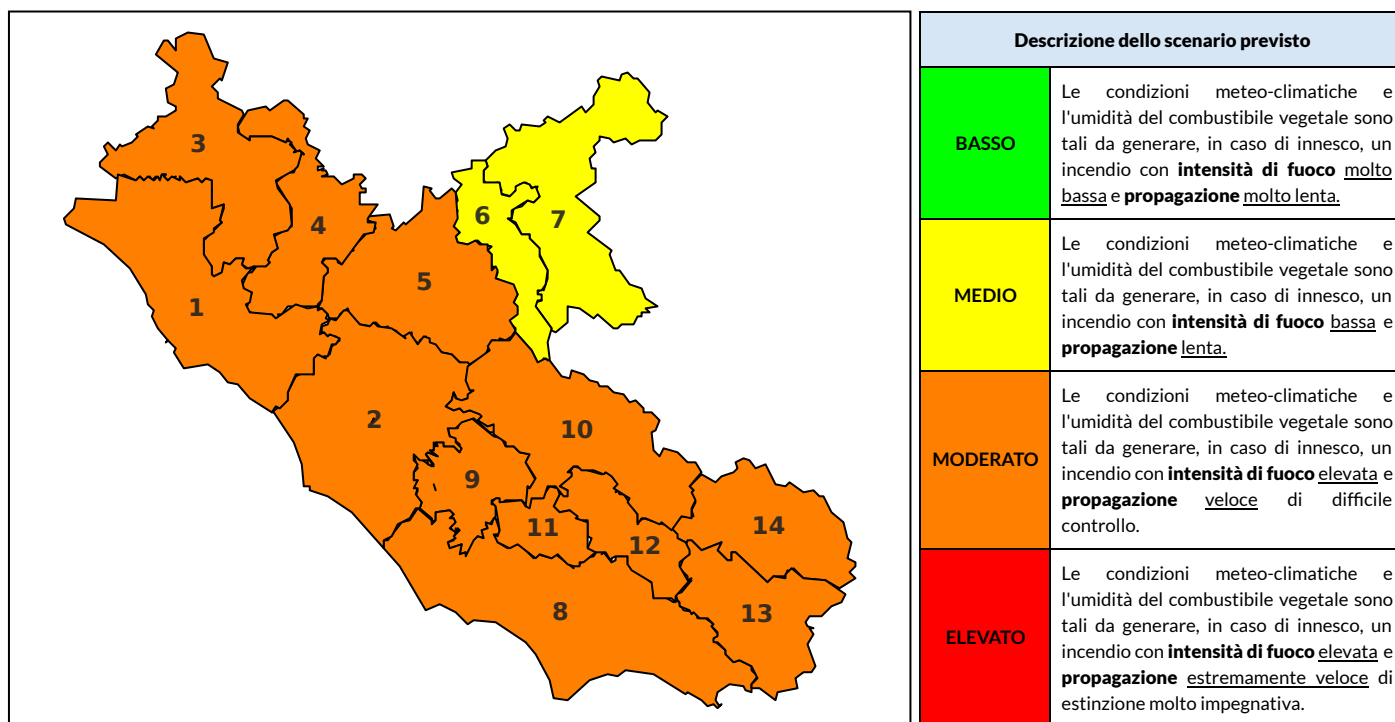 3
4
6
7
1
5
2
10
9
11
12
14
8
13
Descrizione dello scenario previsto
BASSO
Le condizioni meteo-climatiche e
l'umidità del combustibile vegetale sono
tali da generare, in caso di innesco, un
incendio con intensità di fuoco molto
bassa e propagazione molto lenta.
MEDIO
Le condizioni meteo-climatiche e
l'umidità del combustibile vegetale sono
tali da generare, in caso di innesco, un
incendio con intensità di fuoco bassa e
propagazione lenta.
MODERATO
Le condizioni meteo-climatiche e
l'umidità del combustibile vegetale sono
tali da generare, in caso di innesco, un
incendio con intensità di fuoco elevata e
propagazione veloce di difficile
controllo.
ELEVATO
Le condizioni meteo-climatiche e
l'umidità del combustibile vegetale sono
tali da generare, in caso di innesco, un
incendio con intensità di fuoco elevata e
propagazione estremamente veloce di
estinzione molto impegnativa.